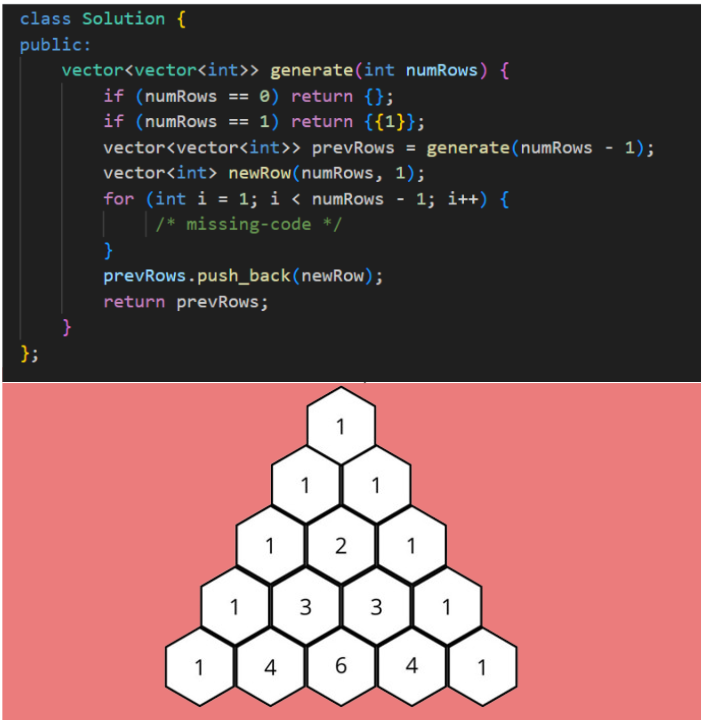 class Solution {
public:
    vector<vector<int>> generate(int numRows) {
        if (numRows == 0) return {};
        if (numRows == 1) return {{1}};
        vector<vector<int>> prevRows = generate(numRows - 1);
        vector<int> newRow(numRows, 1);
        for (int i = 1; i < numRows - 1; i++) {
            /* missing-code */
        }
        prevRows.push_back(newRow);
        return prevRows;
    }
};
1
1 1
1 2 1
1 3 3 1
1 4 6 4 1